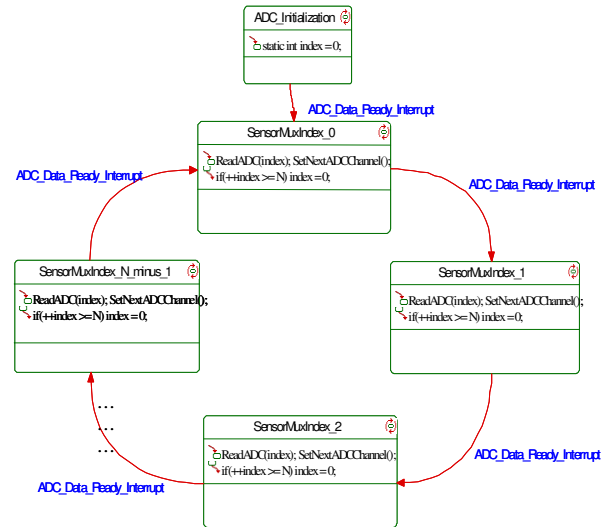 ADC_Initialization
static int index = 0;
ADC_Data_Ready_Interrupt
SensorMuxIndex_0
ReadADC(index); SetNextADCChannel();
if(++index >= N) index = 0;
ADC_Data_Ready_Interrupt
ADC_Data_Ready_Interrupt
SensorMuxIndex_N_minus_1
ReadADC(index); SetNextADCChannel();
if(++index >= N) index = 0;
SensorMuxIndex_1
ReadADC(index); SetNextADCChannel();
if(++index >= N) index = 0;
...
...
...
SensorMuxIndex_2
ReadADC(index); SetNextADCChannel();
if(++index >= N) index = 0;
ADC_Data_Ready_Interrupt
ADC_Data_Ready_Interrupt